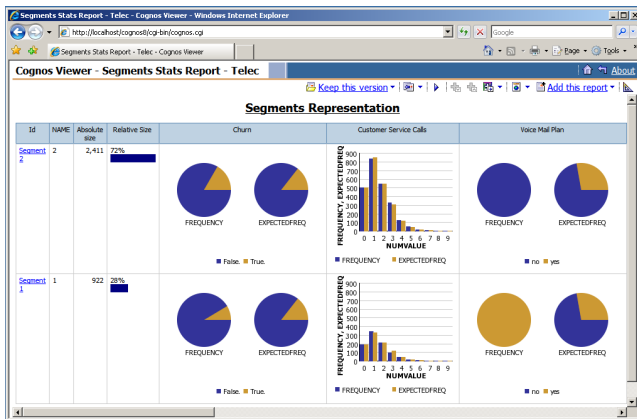 Segments Stats Report - Telec - Cognos Viewer - Windows Internet Explorer
http://localhost/cognos8/cgi-bin/cognos.cgi
Google
Segments Stats Report - Telec - Cognos Viewer
Page
Tools
Cognos Viewer - Segments Stats Report - Telec
About
Keep this version
Add this report
Segments Representation
Id NAME Absolute size Relative Size Churn Customer Service Calls Voice Mail Plan
Segment 2 2 2,411 72%
FREQUENCY EXPECTEDFREQ
False. True.
FREQUENCY, EXPECTEDFREQ
900
800
700
600
500
400
300
200
100
0
0 1 2 3 4 5 6 7 8 9
NUMVALUE
FREQUENCY EXPECTEDFREQ
FREQUENCY EXPECTEDFREQ
no yes
Segment 1 1 922 28%
FREQUENCY EXPECTEDFREQ
False. True.
FREQUENCY, EXPECTEDFREQ
900
800
700
600
500
400
300
200
100
0
0 1 2 3 4 5 6 7 8 9
NUMVALUE
FREQUENCY EXPECTEDFREQ
FREQUENCY EXPECTEDFREQ
no yes